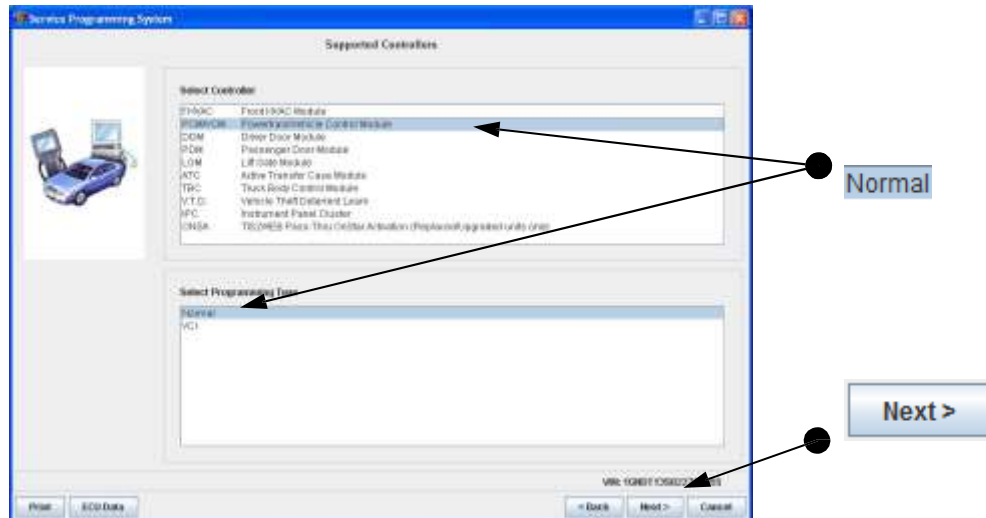 Service Programming System
Supported Controllers
Select Controller
FHVAC Front HVAC Module
PCM/VCM Powertrain/Vehicle Control Module
DDM Driver Door Module
PDM Passenger Door Module
LGM Lift Gate Module
ATC Active Transfer Case Module
TBC Truck Body Control Module
V.T.D. Vehicle Theft Deterrent Learn
IPC Instrument Panel Cluster
TIS2WEB Pass-Thru OnStar Activation (Replaced/Upgraded units only)
Normal
Select Programming Type
Normal
VCI
Next >
VIN:
Print ECU Data < Back Next > Cancel